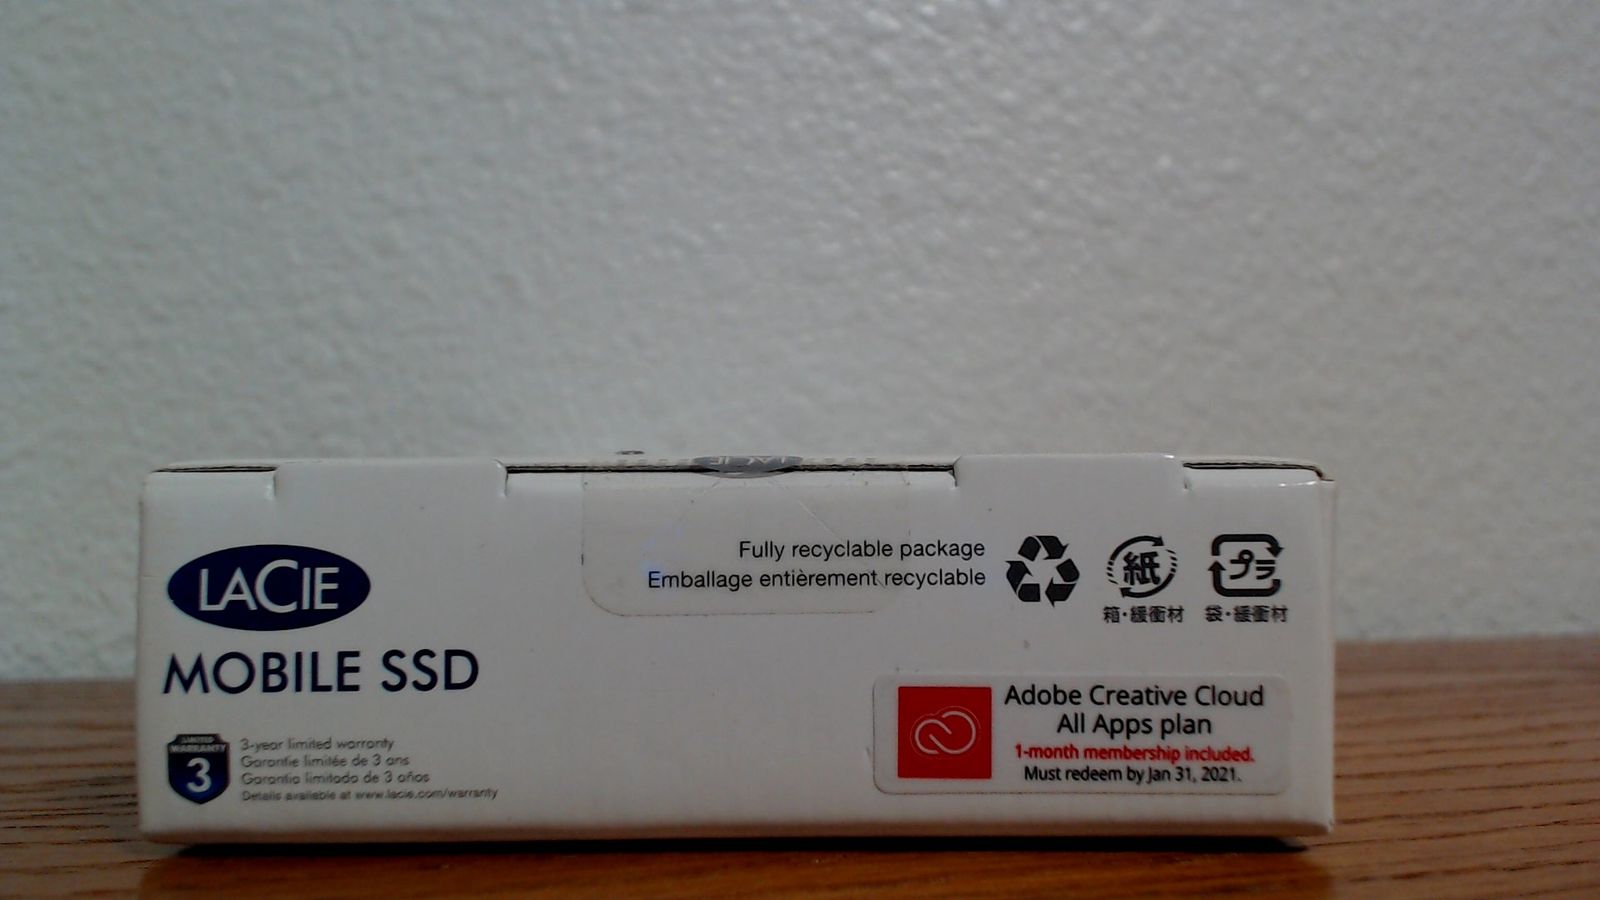 LACIE
LACIE
MOBILE SSD
LIMITED
WARRANTY
3
3-year limited warranty
Garantie limitée de 3 ans
Garantía limitada de 3 años
Details available at www.lacie.com/warranty
Fully recyclable package
Emballage entièrement recyclable
紙
箱・緩衝材
プラ
袋・緩衝材
Adobe Creative Cloud
All Apps plan
1-month membership included.
Must redeem by Jan 31, 2021.